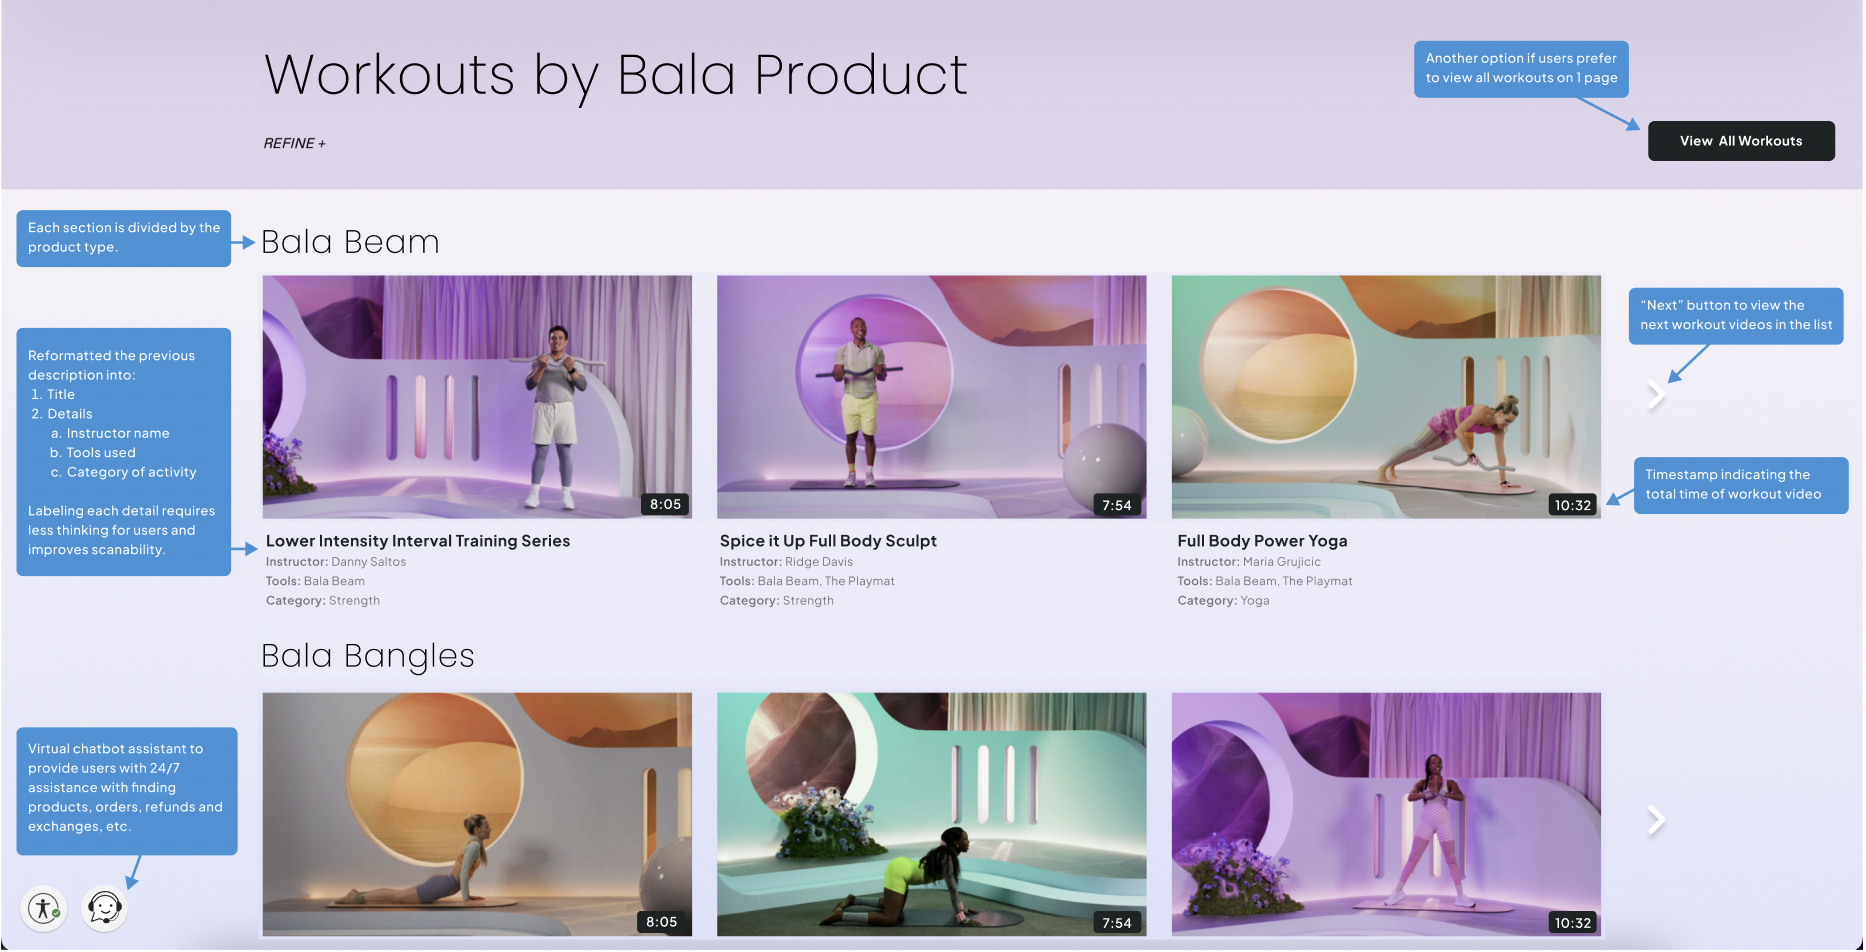 Workouts by Bala Product
REFINE +
Another option if users prefer
to view all workouts on 1 page
View All Workouts
Each section is divided by the
product type.
Bala Beam
Reformatted the previous
description into:
1. Title
2. Details
a. Instructor name
b. Tools used
c. Category of activity
Labeling each detail requires
less thinking for users and
improves scanability.
8:05
7:54
10:32
“Next” button to view the
next workout videos in the list
Timestamp indicating the
total time of workout video
Lower Intensity Interval Training Series
Instructor: Danny Saltos
Tools: Bala Beam
Category: Strength
Spice it Up Full Body Sculpt
Instructor: Ridge Davis
Tools: Bala Beam, The Playmat
Category: Strength
Full Body Power Yoga
Instructor: Maria Grujicic
Tools: Bala Beam, The Playmat
Category: Yoga
Bala Bangles
Virtual chatbot assistant to
provide users with 24/7
assistance with finding
products, orders, refunds and
exchanges, etc.
8:05
7:54
10:32